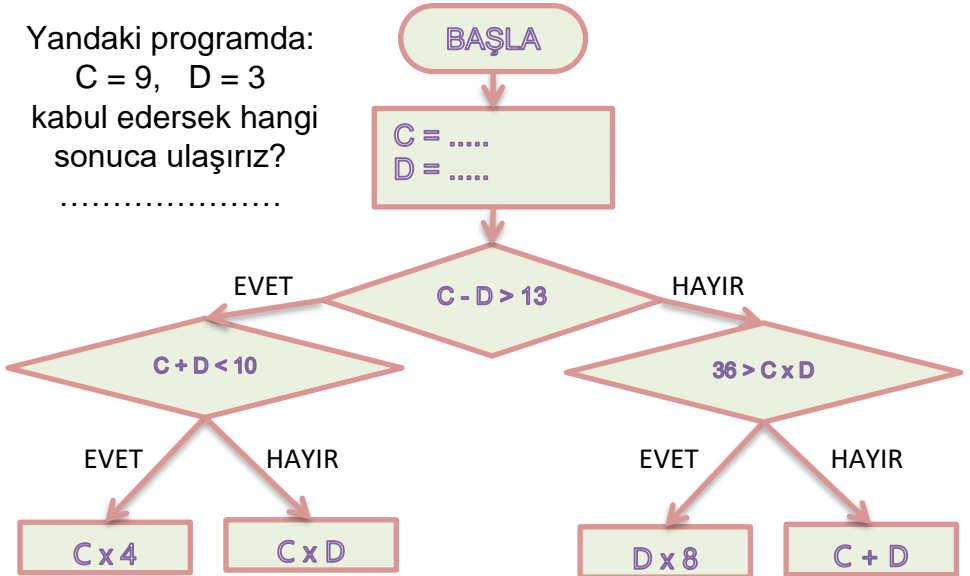 Yandaki programda:
C = 9, D = 3
kabul edersek hangi
sonuca ulaşırız?
…………………
BAŞLA
C = .....
D = .....
C - D > 13
EVET
HAYIR
C + D < 10
36 > C x D
EVET
HAYIR
EVET
HAYIR
C x 4
C x D
D x 8
C + D